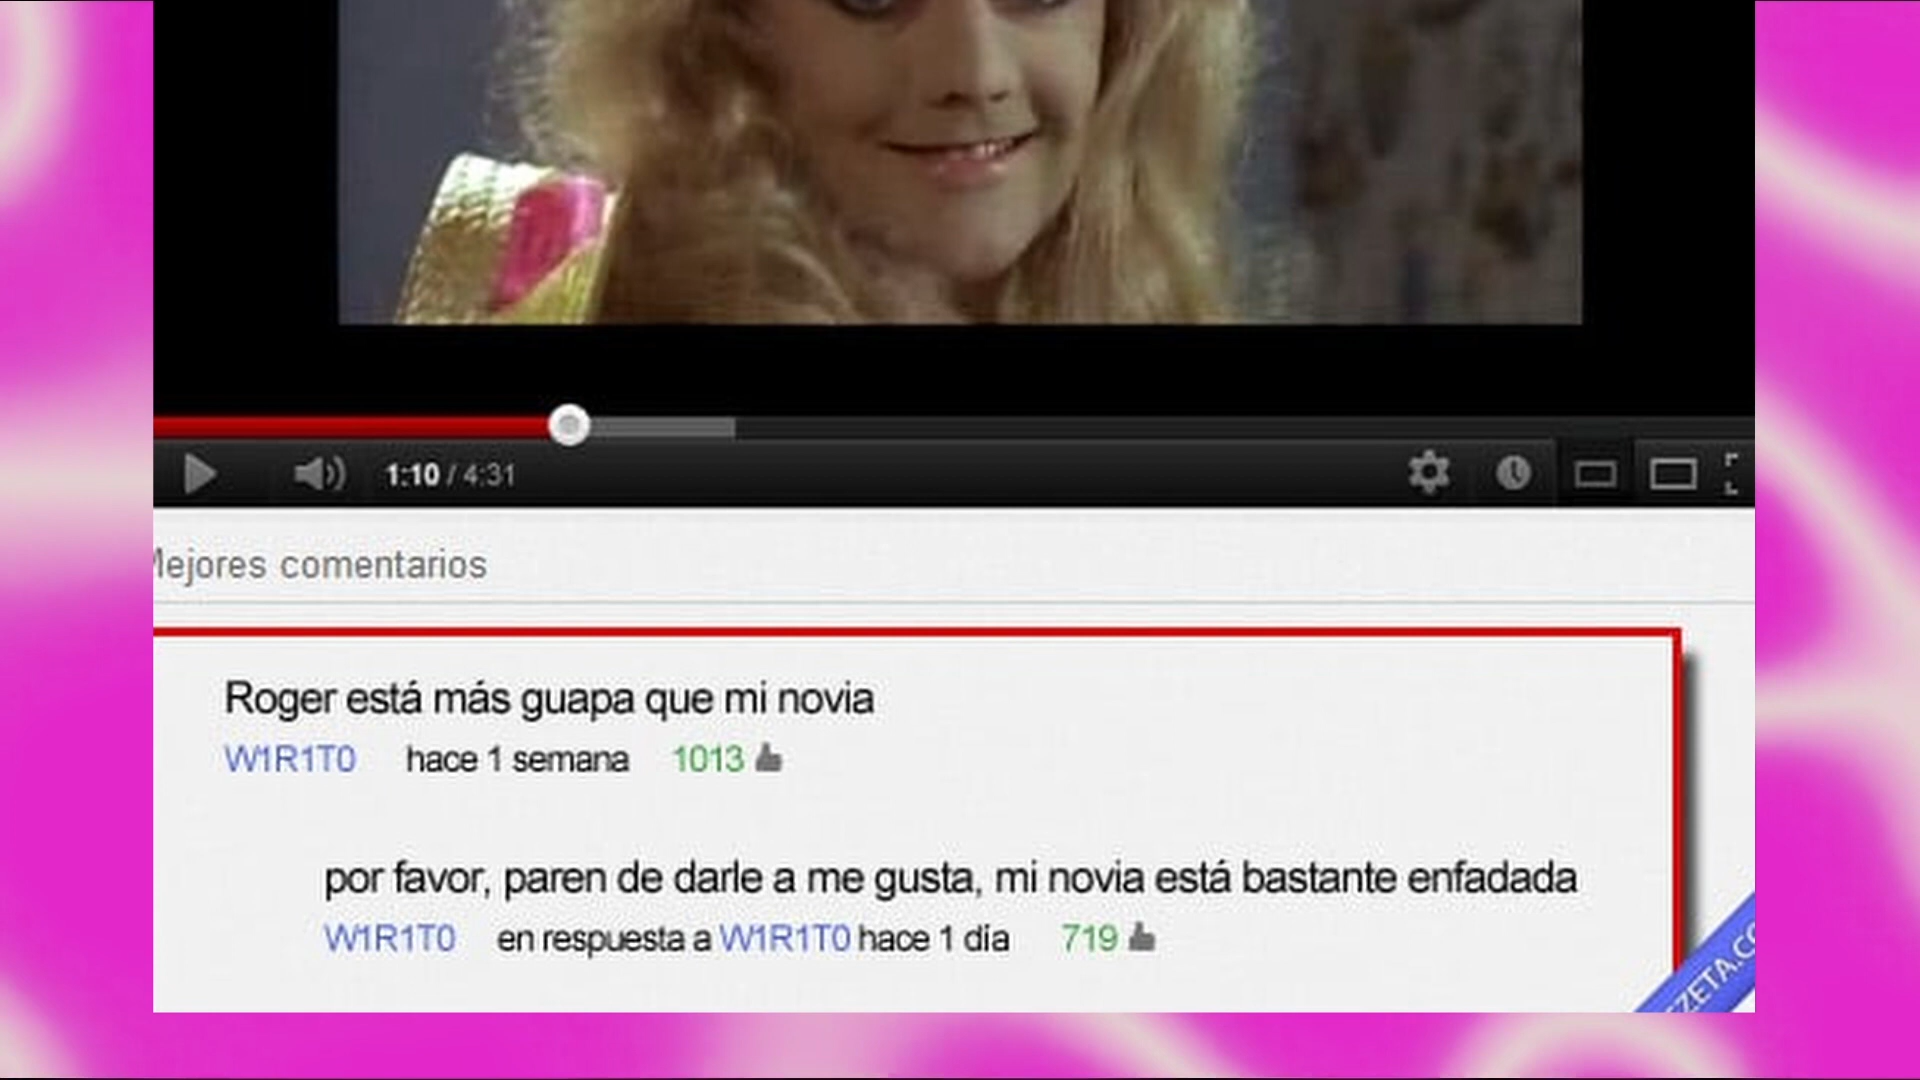 1:10 / 4:31
Mejores comentarios
Roger está más guapa que mi novia
W1R1T0 hace 1 semana 1013
por favor, paren de darle a me gusta, mi novia está bastante enfadada
W1R1T0 en respuesta a W1R1T0 hace 1 día 719